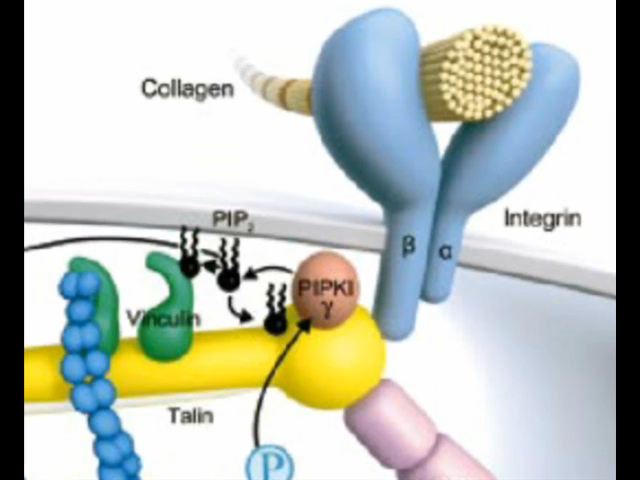 Collagen
Integrin
PIP2
β α
PIPKI
γ
Vinculin
Talin
P